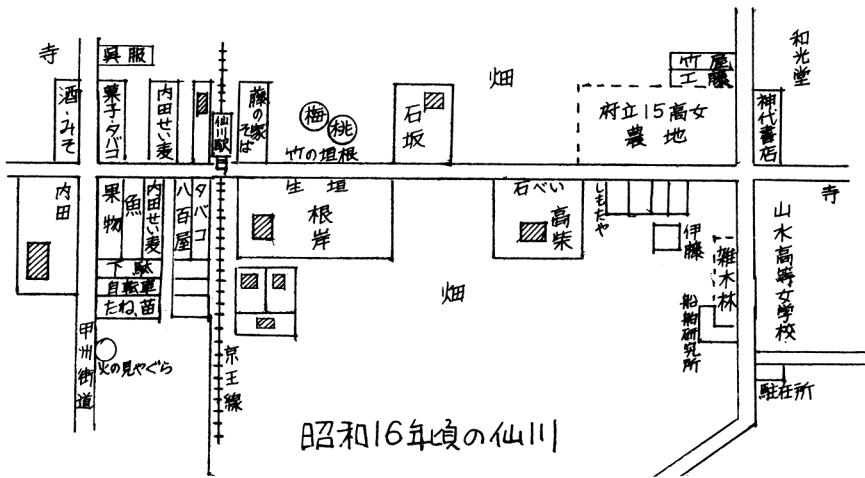 寺
呉服
酒・みそ
菓子・タバコ
内田せい麦
仙川駅
藤の家
そば
梅
桃
竹の垣根
石坂
畑
竹屋
工藤
府立15高女
農地
神代書店
和光堂
内田
果物
魚
内田せい麦
八百屋
タバコ
生垣
根岸
石べい
高柴
しもたや
伊藤
雑木林
船舶研究所
寺
山水高等女学校
下駄
自転車
たね、苗
畑
甲州街道
火の見やぐら
京王線
駐在所
昭和16年頃の仙川